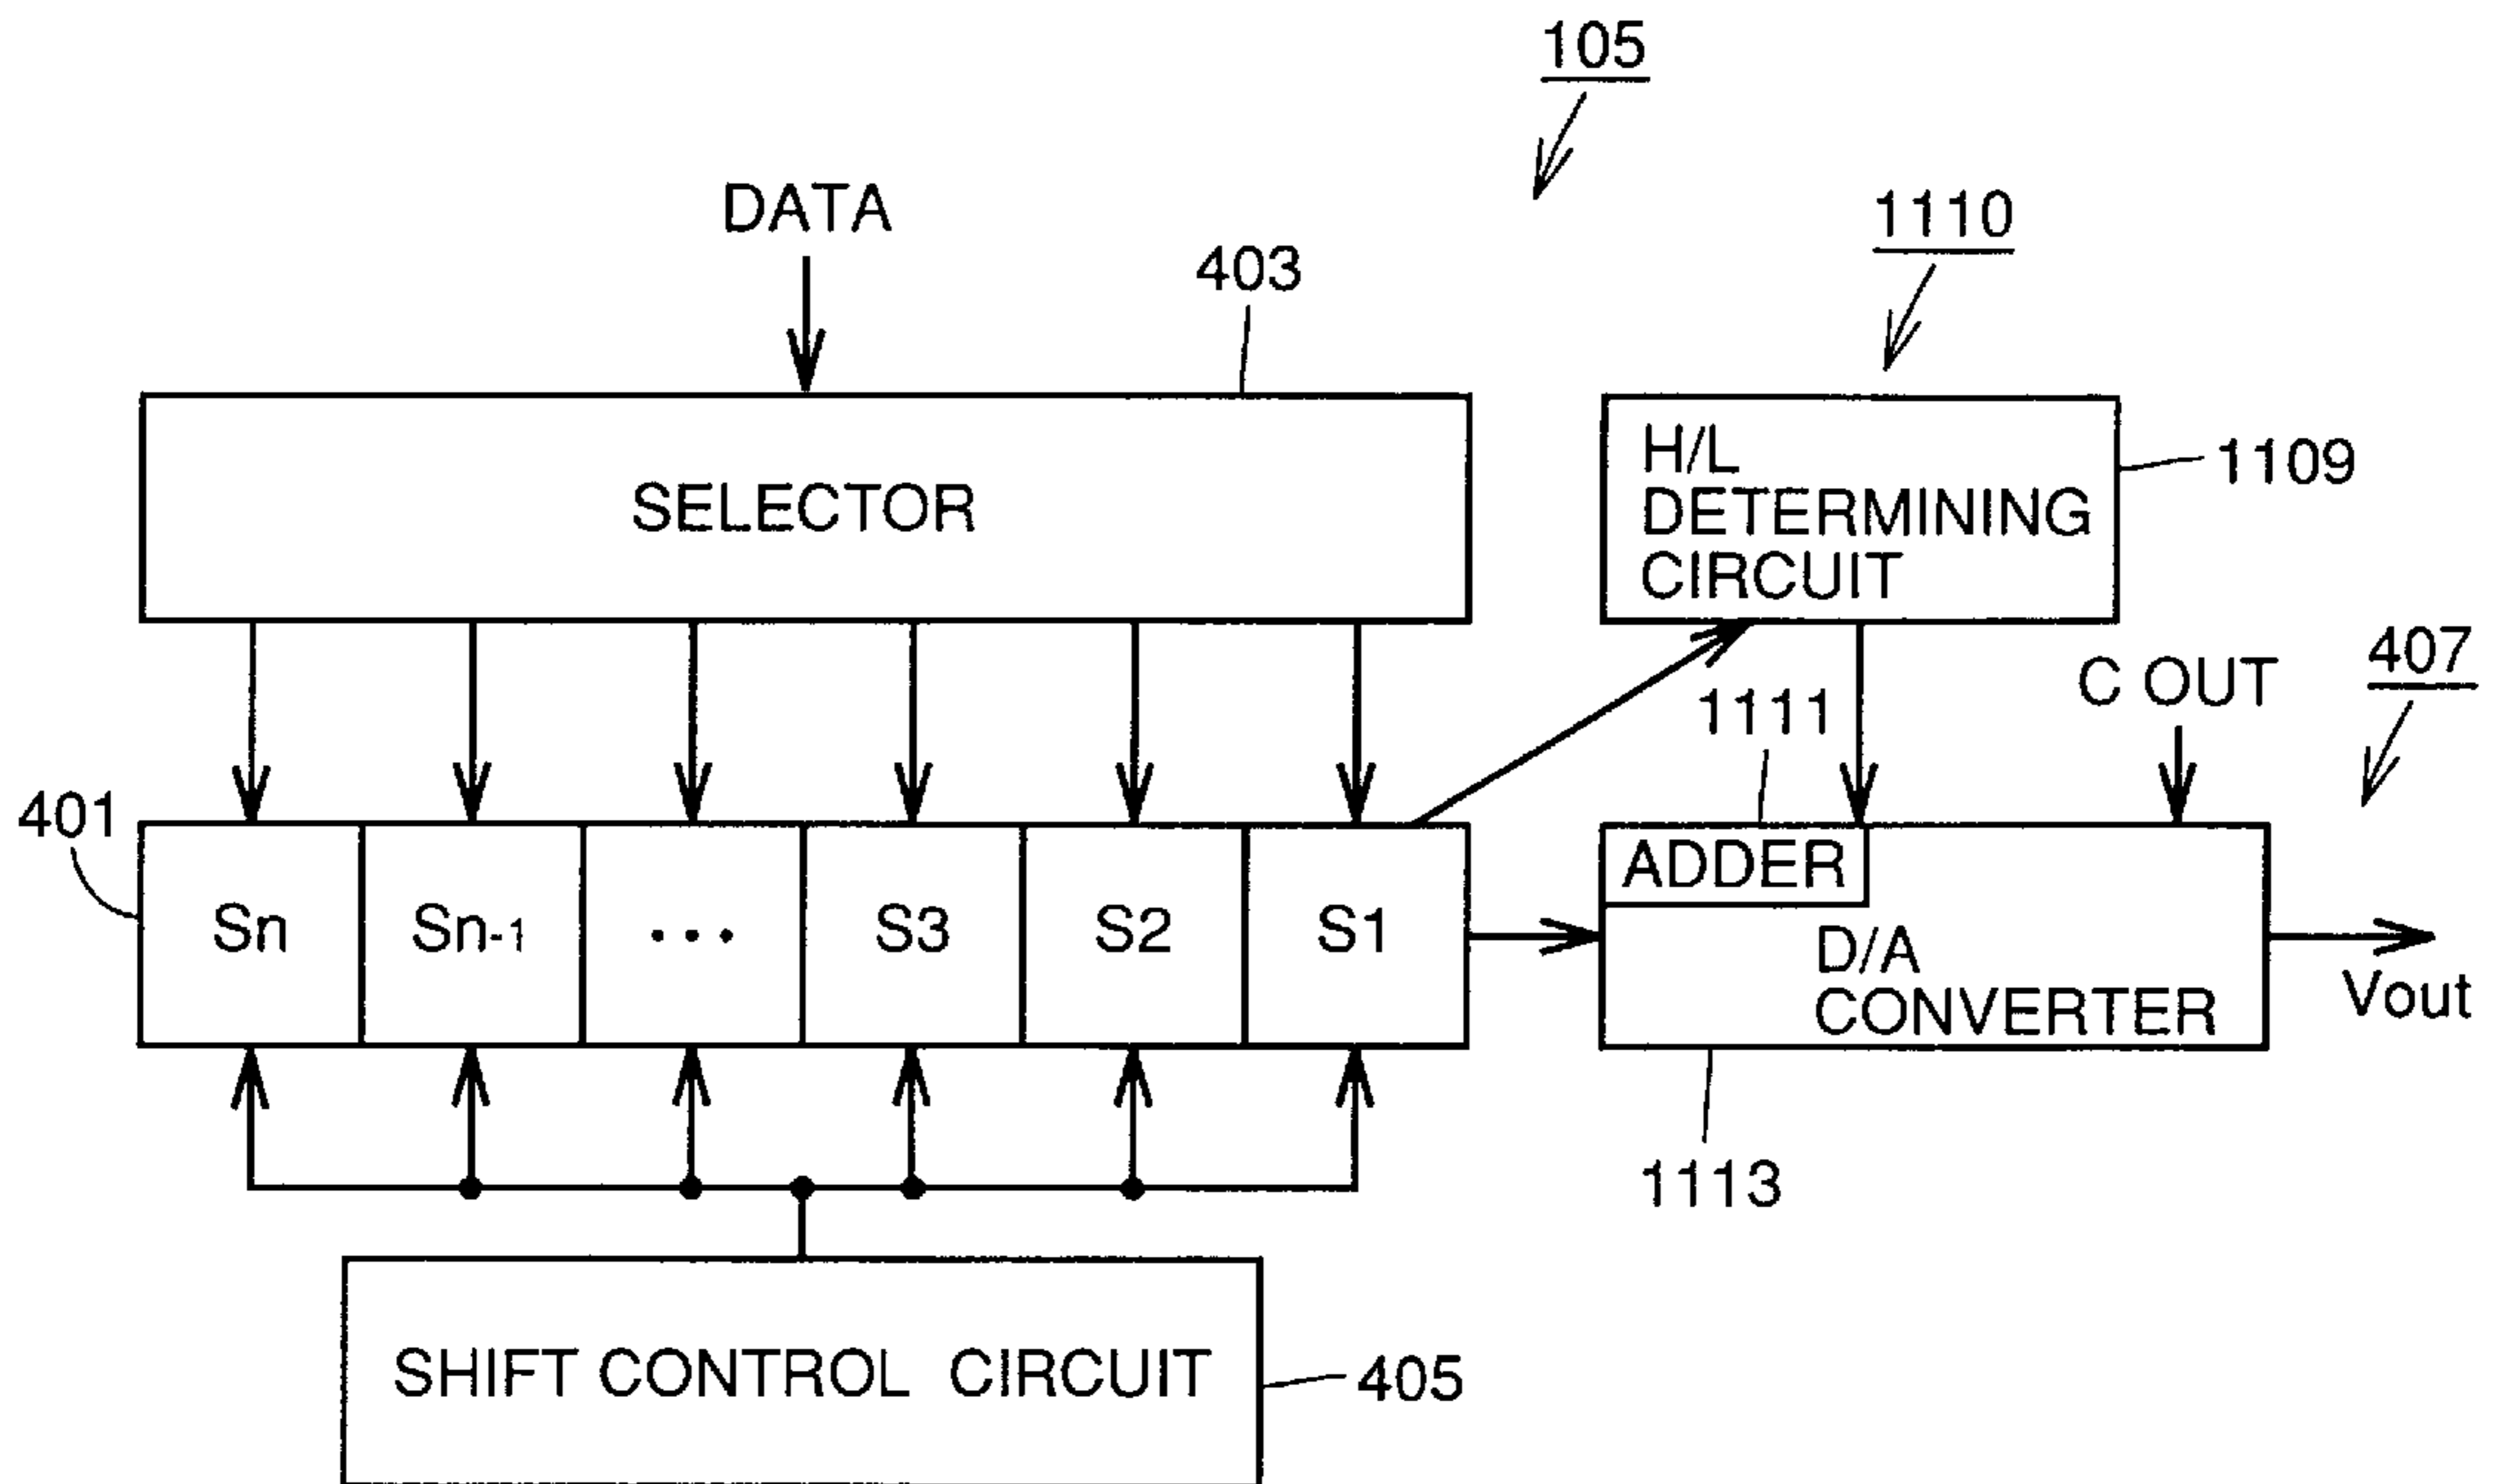 105
DATA
1110
403
SELECTOR
H/L
DETERMINING
CIRCUIT
1109
407
C OUT
1111
401
ADDER
Sn
Sn-1
...
S3
S2
S1
D/A
CONVERTER
Vout
1113
SHIFT CONTROL CIRCUIT
405